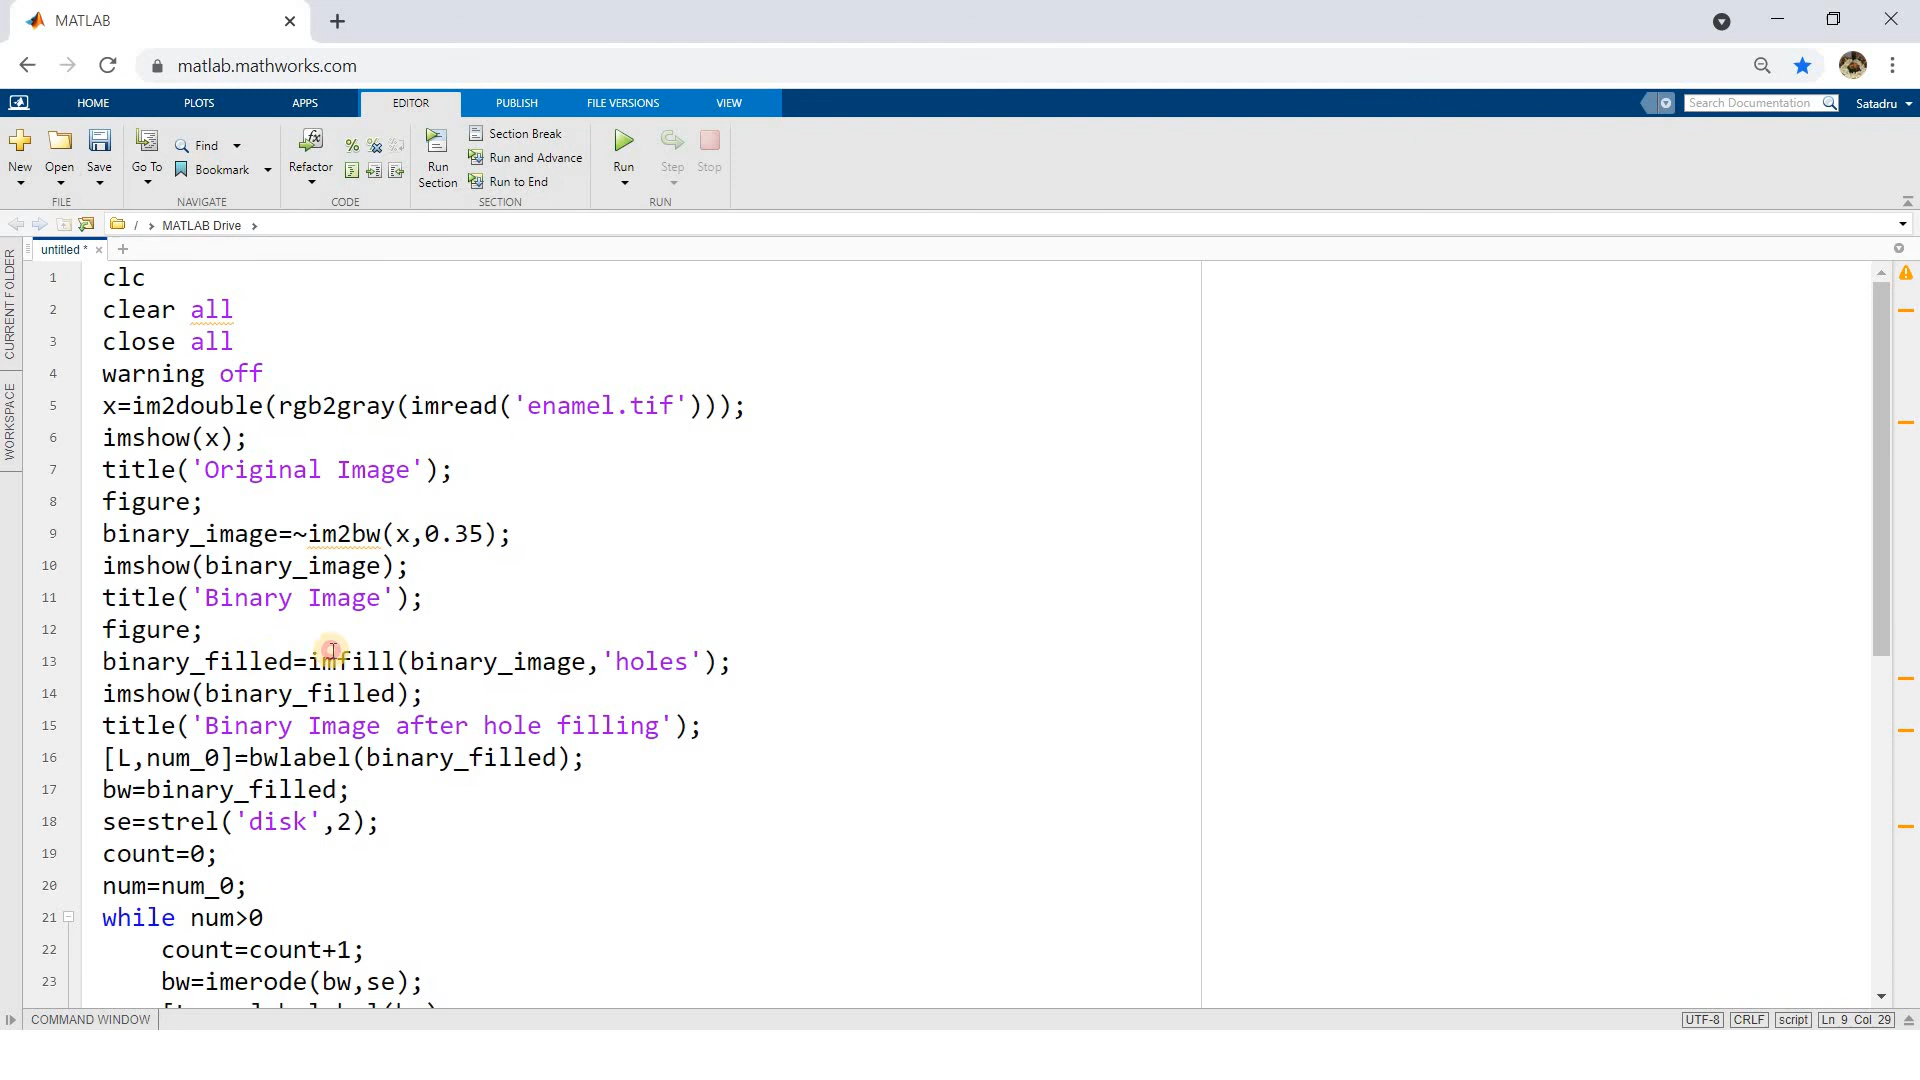 MATLAB
matlab.mathworks.com
HOME PLOTS APPS EDITOR PUBLISH FILE VERSIONS VIEW Search Documentation Satadru
New Open Save Go To Find Bookmark Refactor Run Section Section Break Run and Advance Run to End Run Step Stop
FILE NAVIGATE CODE SECTION RUN
/ MATLAB Drive
untitled *
CURRENT FOLDER
WORKSPACE
1 clc
2 clear all
3 close all
4 warning off
5 x=im2double(rgb2gray(imread('enamel.tif')));
6 imshow(x);
7 title('Original Image');
8 figure;
9 binary_image=~im2bw(x,0.35);
10 imshow(binary_image);
11 title('Binary Image');
12 figure;
13 binary_filled=imfill(binary_image,'holes');
14 imshow(binary_filled);
15 title('Binary Image after hole filling');
16 [L,num_0]=bwlabel(binary_filled);
17 bw=binary_filled;
18 se=strel('disk',2);
19 count=0;
20 num=num_0;
21 while num>0
22 count=count+1;
23 bw=imerode(bw,se);
COMMAND WINDOW UTF-8 CRLF script Ln 9 Col 29